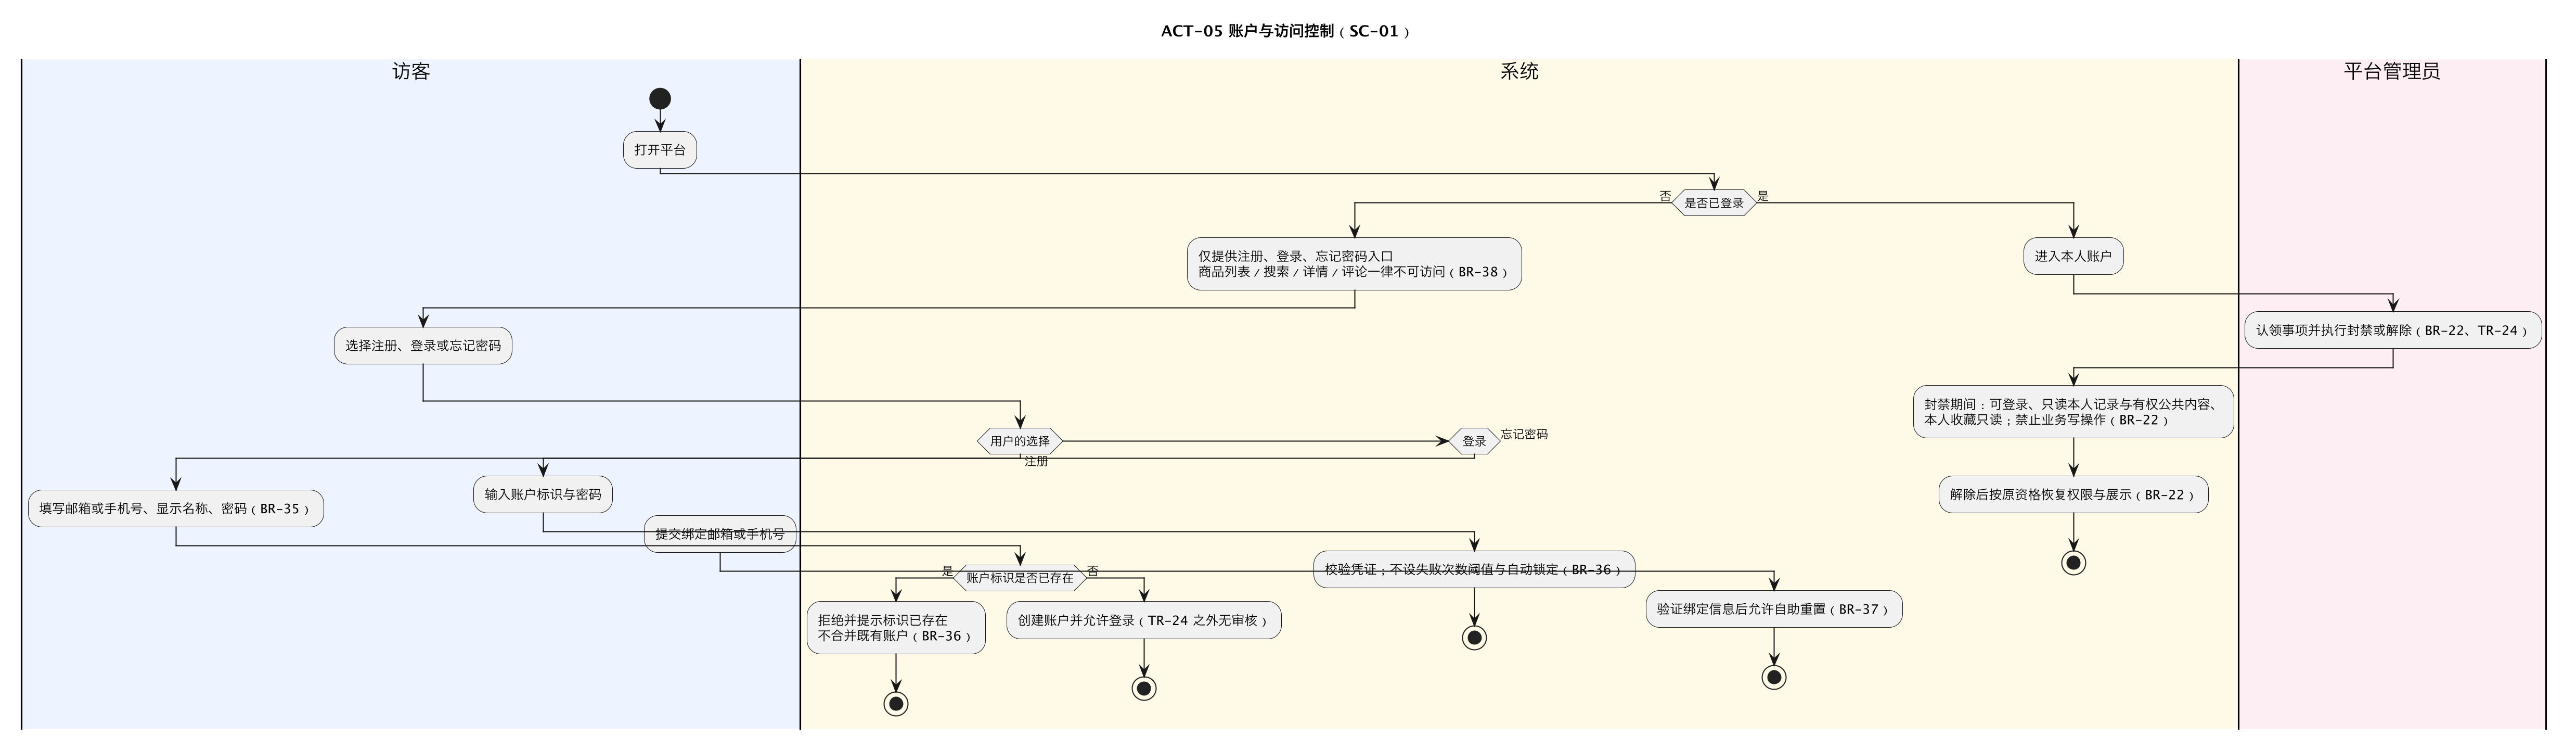 ACT-05 账户与访问控制（SC-01）
访客
系统
平台管理员
打开平台
否
是否已登录
是
仅提供注册、登录、忘记密码入口
商品列表/搜索/详情/评论一律不可访问（BR-38）
进入本人账户
选择注册、登录或忘记密码
认领事项并执行封禁或解除（BR-22、TR-24）
封禁期间：可登录、只读本人记录与有权公共内容、
本人收藏只读；禁止业务写操作（BR-22）
用户的选择
注册
登录
忘记密码
填写邮箱或手机号、显示名称、密码（BR-35）
输入账户标识与密码
解除后按原资格恢复权限与展示（BR-22）
提交绑定邮箱或手机号
是
账户标识是否已存在
否
校验凭证；不设失败次数阈值与自动锁定（BR-36）
拒绝并提示标识已存在
不合并既有账户（BR-36）
创建账户并允许登录（TR-24 之外无审核）
验证绑定信息后允许自助重置（BR-37）